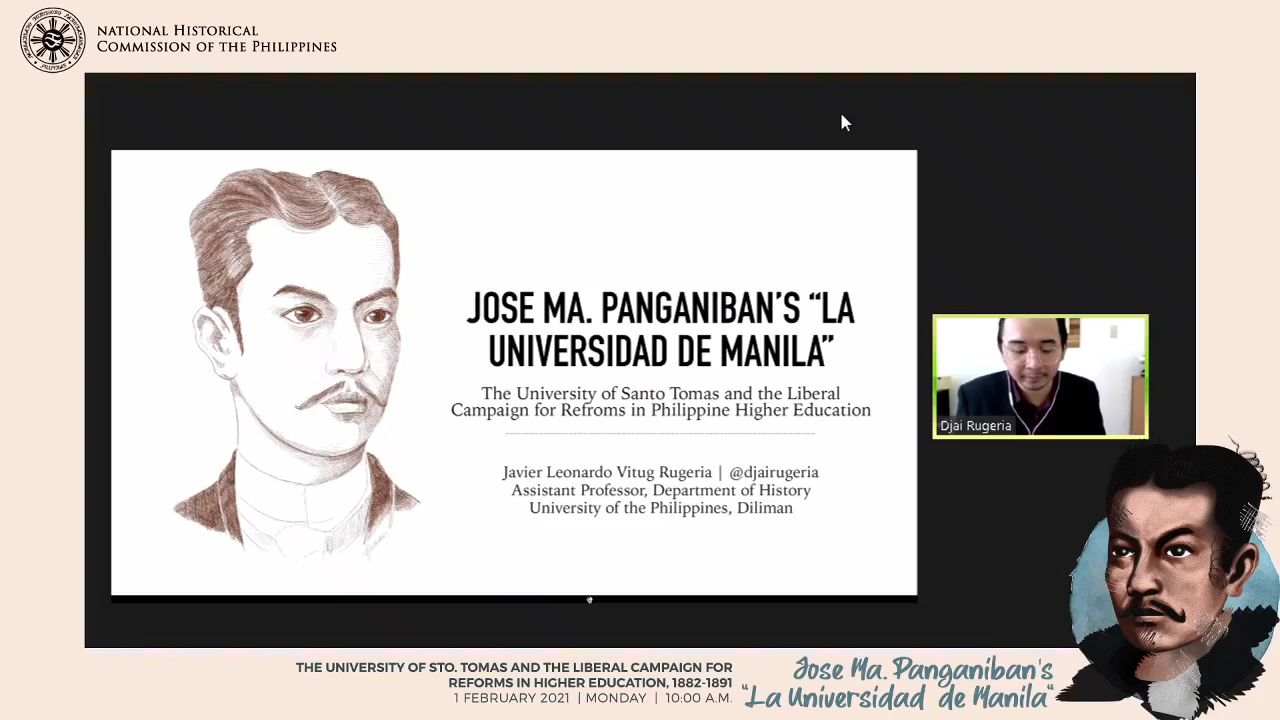 NATIONAL HISTORICAL
COMMISSION OF THE PHILIPPINES
JOSE MA. PANGANIBAN'S “LA
UNIVERSIDAD DE MANILA”
The University of Santo Tomas and the Liberal
Campaign for Refroms in Philippine Higher Education
Javier Leonardo Vitug Rugeria | @djairugeria
Assistant Professor, Department of History
University of the Philippines, Diliman
Djai Rugeria
THE UNIVERSITY OF STO. TOMAS AND THE LIBERAL CAMPAIGN FOR
REFORMS IN HIGHER EDUCATION, 1882-1891
1 FEBRUARY 2021 | MONDAY | 10:00 A.M.
Jose Ma. Panganiban's
"La Universidad de Manila"